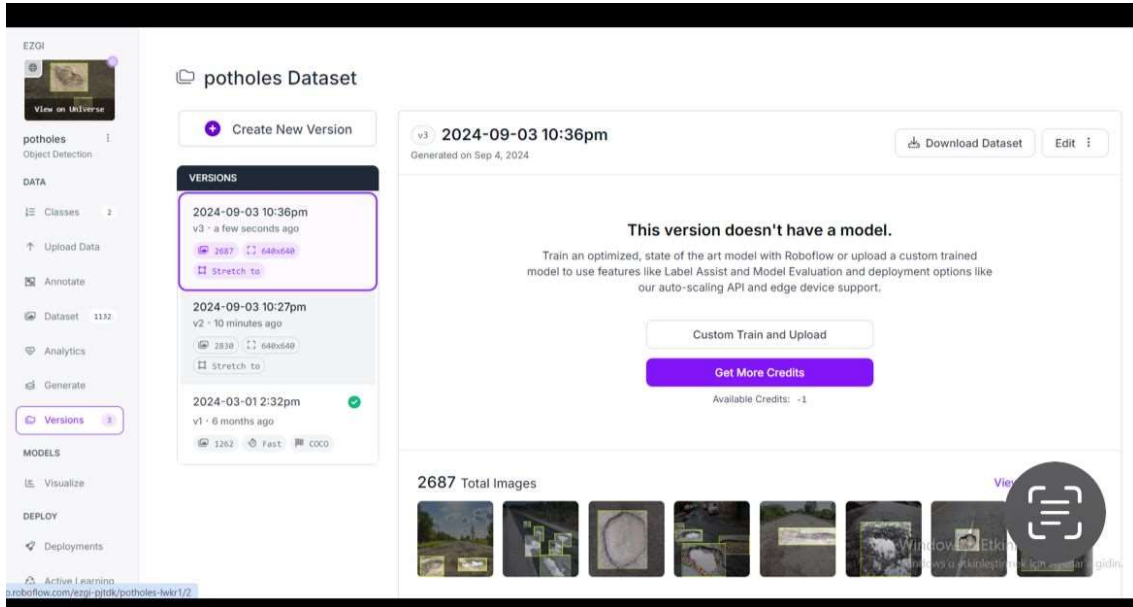 EZGI
View on Universe
potholes
Object Detection
DATA
Classes 2
Upload Data
Annotate
Dataset 1132
Analytics
Generate
Versions 3
MODELS
Visualize
DEPLOY
Deployments
Active Learning
potholes Dataset
Create New Version
VERSIONS
2024-09-03 10:36pm
v3 · a few seconds ago
2687 640x640
Stretch to
2024-09-03 10:27pm
v2 · 10 minutes ago
2830 640x640
Stretch to
2024-03-01 2:32pm
v1 · 6 months ago
1262 Fast COCO
v3 2024-09-03 10:36pm
Generated on Sep 4, 2024
Download Dataset
Edit
This version doesn't have a model.
Train an optimized, state of the art model with Roboflow or upload a custom trained
model to use features like Label Assist and Model Evaluation and deployment options like
our auto-scaling API and edge device support.
Custom Train and Upload
Get More Credits
Available Credits: -1
2687 Total Images
o.roboflow.com/ezgi-pjtdk/potholes-lwkr1/2